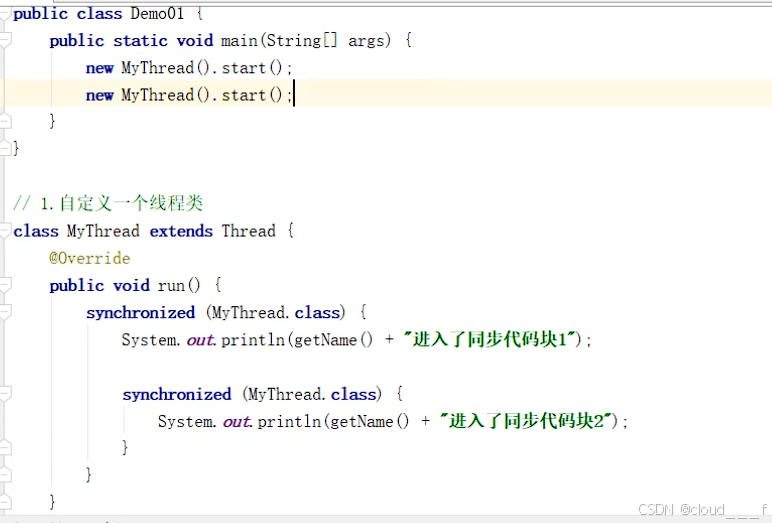 public class Demo01 {
    public static void main(String[] args) {
        new MyThread().start();
        new MyThread().start();
    }
}
// 1.自定义一个线程类
class MyThread extends Thread {
    @Override
    public void run() {
        synchronized (MyThread.class) {
            System.out.println(getName() + "进入了同步代码块1");
            synchronized (MyThread.class) {
                System.out.println(getName() + "进入了同步代码块2");
            }
        }
    }
CSDN @cloud___f